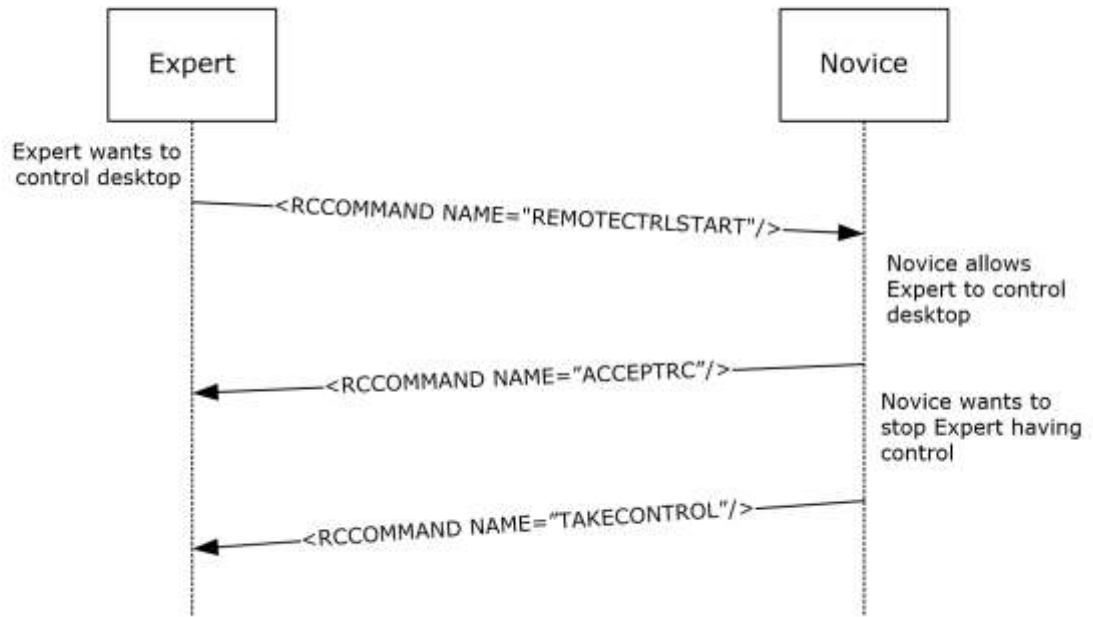 Expert
Novice
Expert wants to
control desktop
<RCCOMMAND NAME="REMOTECTRLSTART"/>
Novice allows
Expert to control
desktop
<RCCOMMAND NAME=”ACCEPTRC”/>
Novice wants to
stop Expert having
control
<RCCOMMAND NAME=”TAKECONTROL”/>